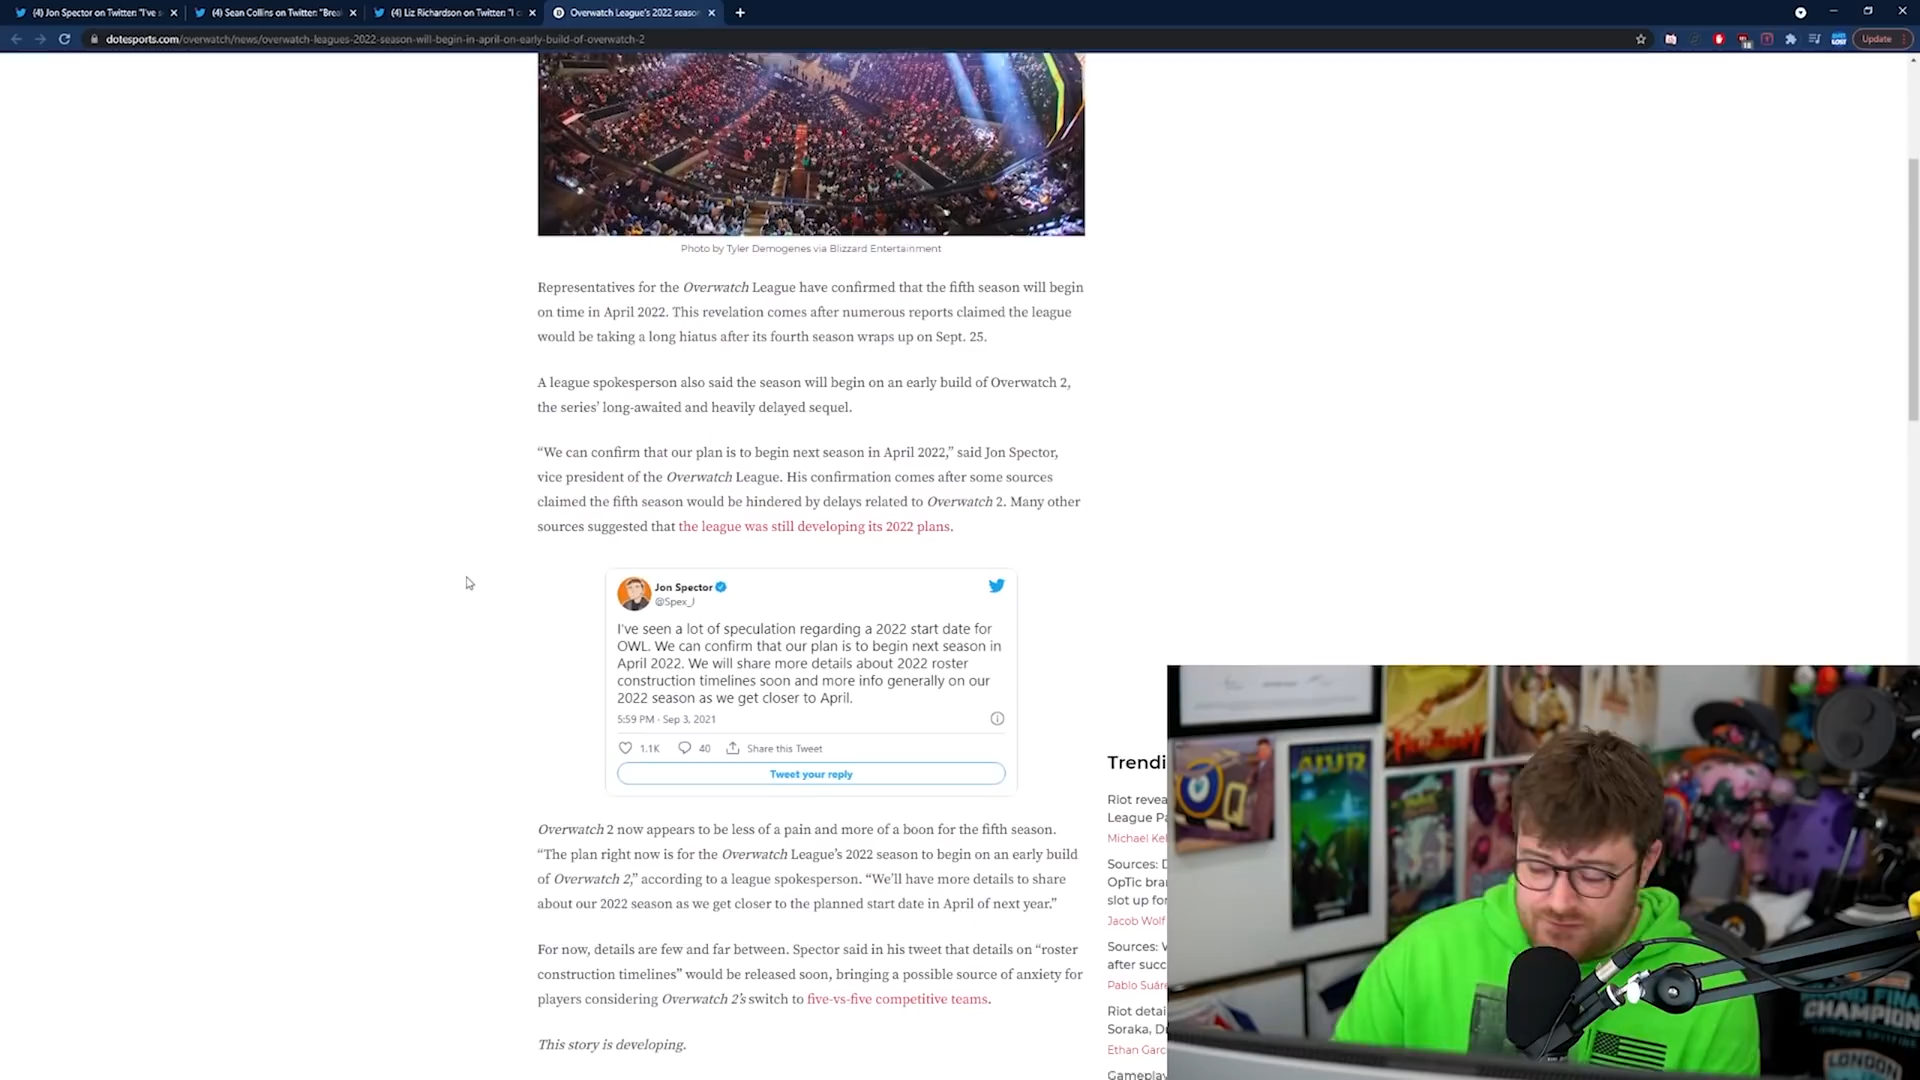 (4) Jon Spector on Twitter: "I've s
(4) Sean Collins on Twitter: "Brea
(4) Liz Richardson on Twitter: "I c
Overwatch League's 2022 seaso
dotesports.com/overwatch/news/overwatch-leagues-2022-season-will-begin-in-april-on-early-build-of-overwatch-2
Update
Photo by Tyler Demogenes via Blizzard Entertainment
Representatives for the Overwatch League have confirmed that the fifth season will begin
on time in April 2022. This revelation comes after numerous reports claimed the league
would be taking a long hiatus after its fourth season wraps up on Sept. 25.
A league spokesperson also said the season will begin on an early build of Overwatch 2,
the series' long-awaited and heavily delayed sequel.
“We can confirm that our plan is to begin next season in April 2022,” said Jon Spector,
vice president of the Overwatch League. His confirmation comes after some sources
claimed the fifth season would be hindered by delays related to Overwatch 2. Many other
sources suggested that the league was still developing its 2022 plans.
Jon Spector
@Spex_J
I've seen a lot of speculation regarding a 2022 start date for
OWL. We can confirm that our plan is to begin next season in
April 2022. We will share more details about 2022 roster
construction timelines soon and more info generally on our
2022 season as we get closer to April.
5:59 PM · Sep 3, 2021
1.1K 40 Share this Tweet
Tweet your reply
Overwatch 2 now appears to be less of a pain and more of a boon for the fifth season.
“The plan right now is for the Overwatch League's 2022 season to begin on an early build
of Overwatch 2,” according to a league spokesperson. “We'll have more details to share
about our 2022 season as we get closer to the planned start date in April of next year.”
For now, details are few and far between. Spector said in his tweet that details on “roster
construction timelines” would be released soon, bringing a possible source of anxiety for
players considering Overwatch 2's switch to five-vs-five competitive teams.
This story is developing.
Trendi
Riot revea
League Pa
Michael Kel
Sources: D
OpTic bra
slot up for
Jacob Wolf
Sources: W
after succ
Pablo Suáre
Riot detai
Soraka, D
Ethan Garc
Gameplay
AIUR
GRAND FINA
CHAMPION
LONDON